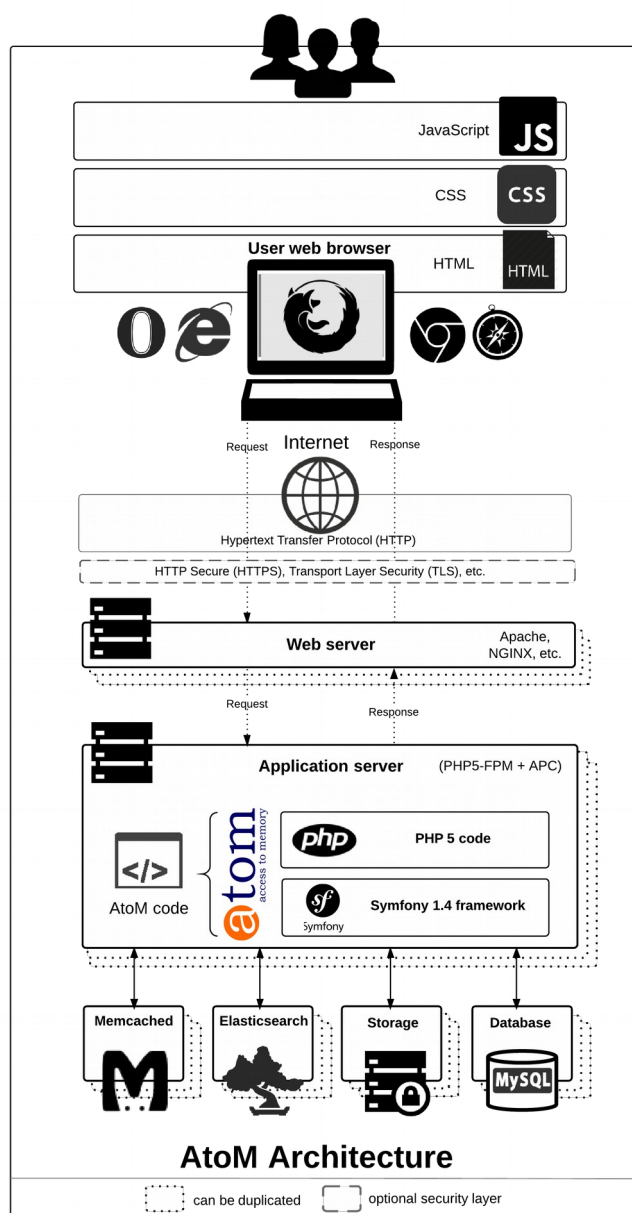 JavaScript
JS
CSS
CSS
User web browser
HTML
HTML
Request
Internet
Response
Hypertext Transfer Protocol (HTTP)
HTTP Secure (HTTPS), Transport Layer Security (TLS), etc.
Web server
Apache,
NGINX, etc.
Request
Response
Application server
(PHP5-FPM + APC)
</>
AtoM code
atom
access to memory
php
PHP 5 code
sf
Symfony
Symfony 1.4 framework
Memcached
Elasticsearch
Storage
Database
M
MySQL
AtoM Architecture
can be duplicated
optional security layer